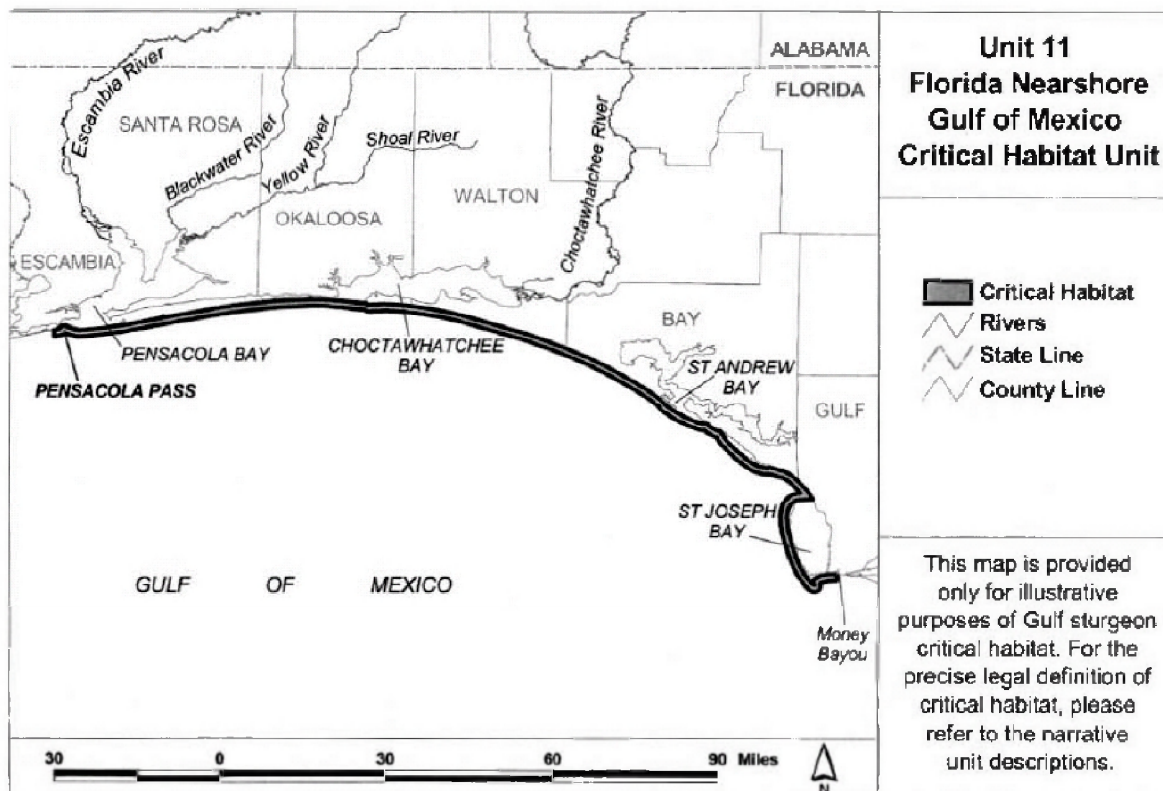 Unit 11
Florida Nearshore
Gulf of Mexico
Critical Habitat Unit
ALABAMA
FLORIDA
Escambia River
SANTA ROSA
Blackwater River
Yellow River
Shoal River
Choctawhatchee River
WALTON
OKALOOSA
ESCAMBIA
BAY
GULF
PENSACOLA BAY
PENSACOLA PASS
CHOCTAWHATCHEE
BAY
ST ANDREW
BAY
ST JOSEPH
BAY
GULF OF MEXICO
Money
Bayou
Critical Habitat
Rivers
State Line
County Line
This map is provided
only for illustrative
purposes of Gulf sturgeon
critical habitat. For the
precise legal definition of
critical habitat, please
refer to the narrative
unit descriptions.
30 0 30 60 90 Miles
N